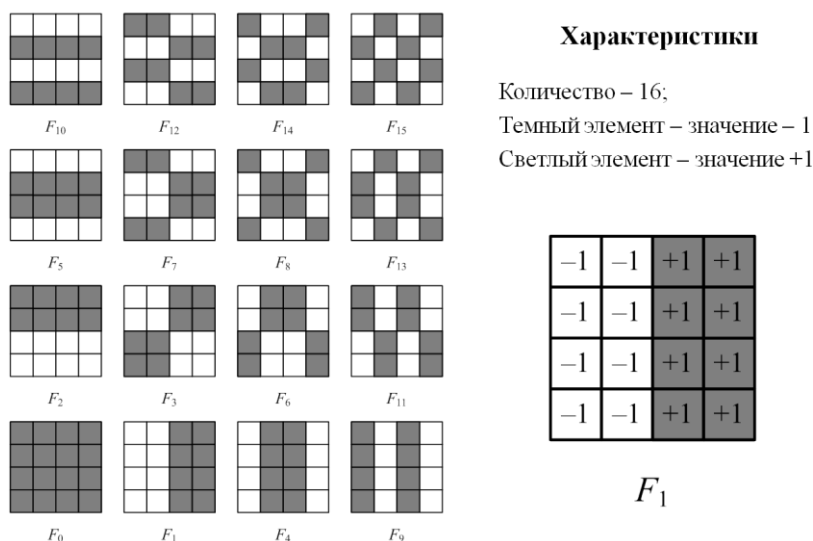 F10 F12 F14 F15
F5 F7 F8 F13
F2 F3 F6 F11
F0 F1 F4 F9
Характеристики
Количество – 16;
Темный элемент – значение – 1
Светлый элемент – значение +1
–1 –1 +1 +1
–1 –1 +1 +1
–1 –1 +1 +1
–1 –1 +1 +1
F1